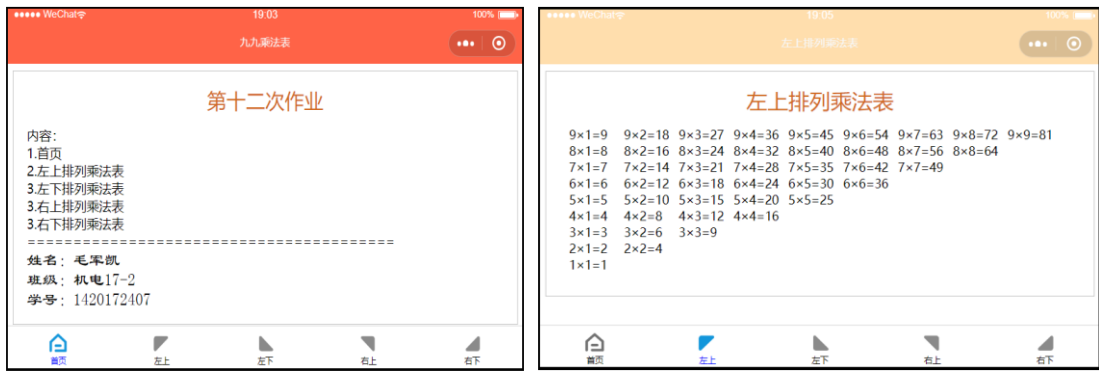 ●●●●● WeChat 19:03 100%
九九乘法表
第十二次作业
内容:
1.首页
2.左上排列乘法表
3.左下排列乘法表
3.右上排列乘法表
3.右下排列乘法表
========================================
姓名：毛军凯
班级：机电17-2
学号：1420172407
首页 左上 左下 右上 右下
●●●●● WeChat 19:05 100%
左上排列乘法表
左上排列乘法表
9×1=9 9×2=18 9×3=27 9×4=36 9×5=45 9×6=54 9×7=63 9×8=72 9×9=81
8×1=8 8×2=16 8×3=24 8×4=32 8×5=40 8×6=48 8×7=56 8×8=64
7×1=7 7×2=14 7×3=21 7×4=28 7×5=35 7×6=42 7×7=49
6×1=6 6×2=12 6×3=18 6×4=24 6×5=30 6×6=36
5×1=5 5×2=10 5×3=15 5×4=20 5×5=25
4×1=4 4×2=8 4×3=12 4×4=16
3×1=3 3×2=6 3×3=9
2×1=2 2×2=4
1×1=1
首页 左上 左下 右上 右下